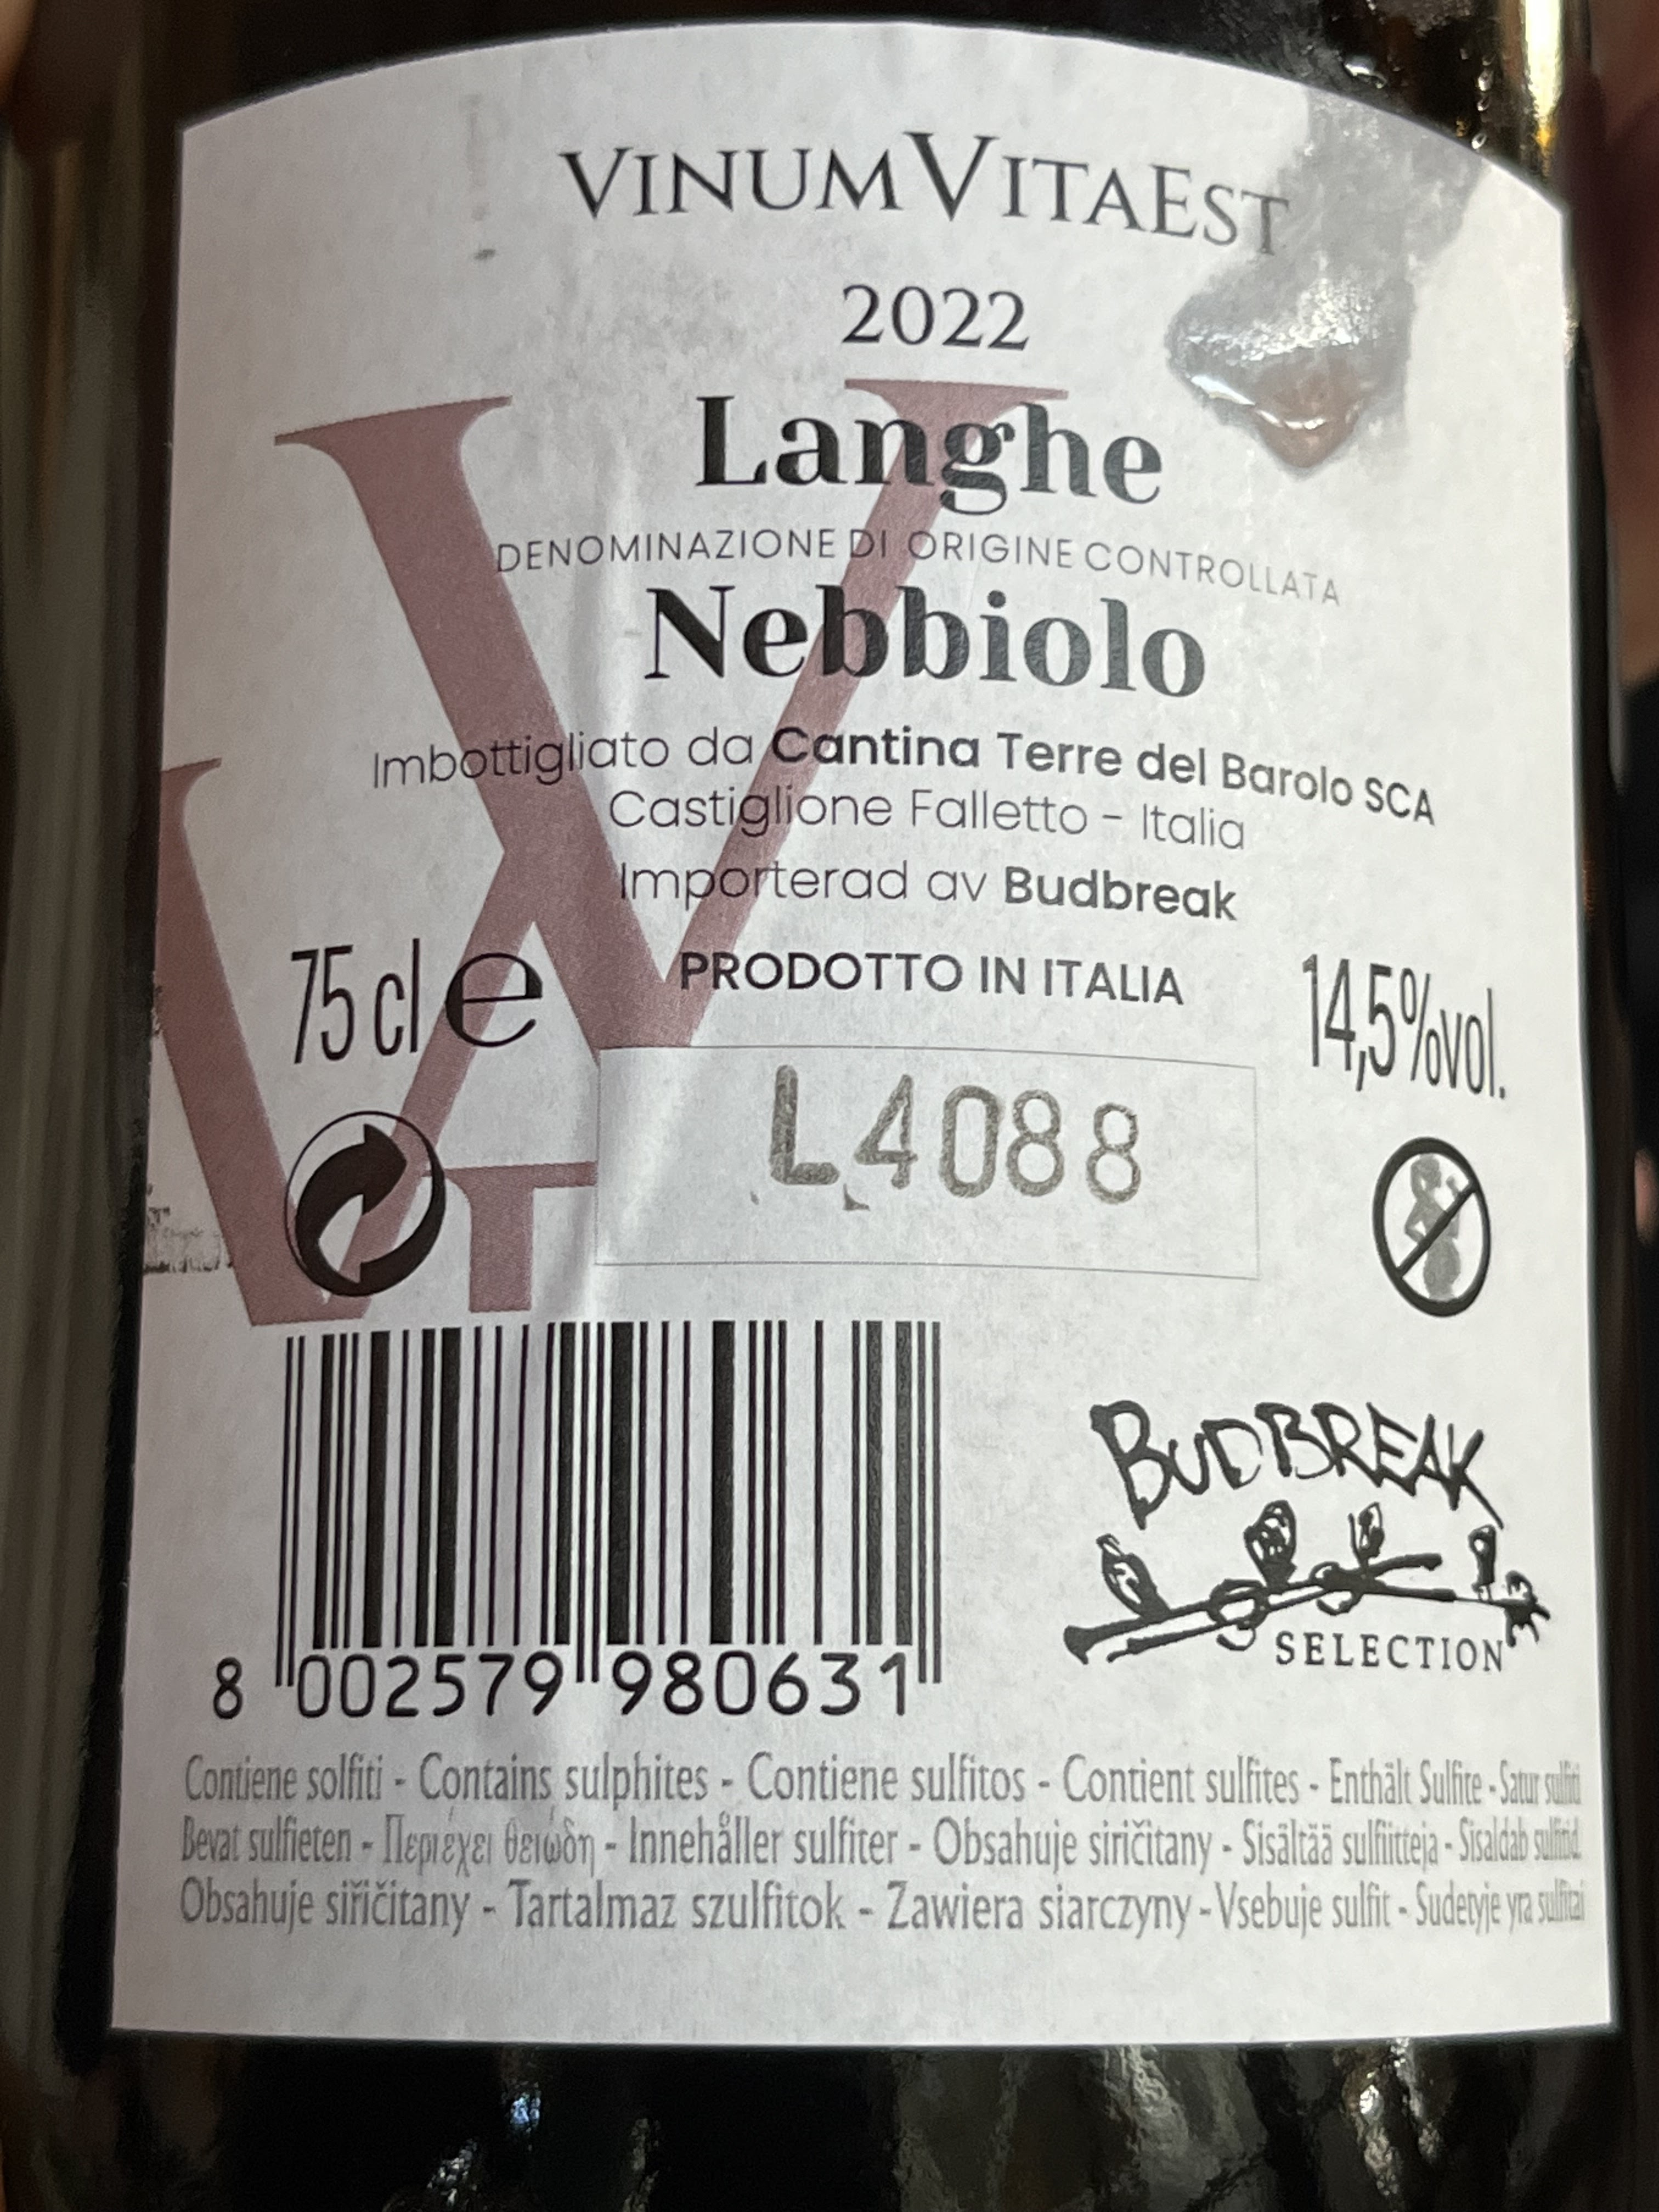 VINUMVITAEST
2022
Langhe
DENOMINAZIONE DI ORIGINE CONTROLLATA
Nebbiolo
Imbottigliato da Cantina Terre del Barolo SCA
Castiglione Falletto - Italia
Importerad av Budbreak
75 cl e
PRODOTTO IN ITALIA
14,5%vol.
L4088
BUDBREAK
SELECTION
8 002579 980631
Contiene solfiti - Contains sulphites - Contiene sulfitos - Contient sulfites - Enthält Sulfite - Satur sulfiti
Bevat sulfieten - Περιέχει θειώδη - Innehåller sulfiter - Obsahuje siričitany - Sisältää sulfiitteja - Sisaldab sulfitid.
Obsahuje siřičitany - Tartalmaz szulfitok - Zawiera siarczyny -Vsebuje sulfit - Sudetyje yra sulfitai